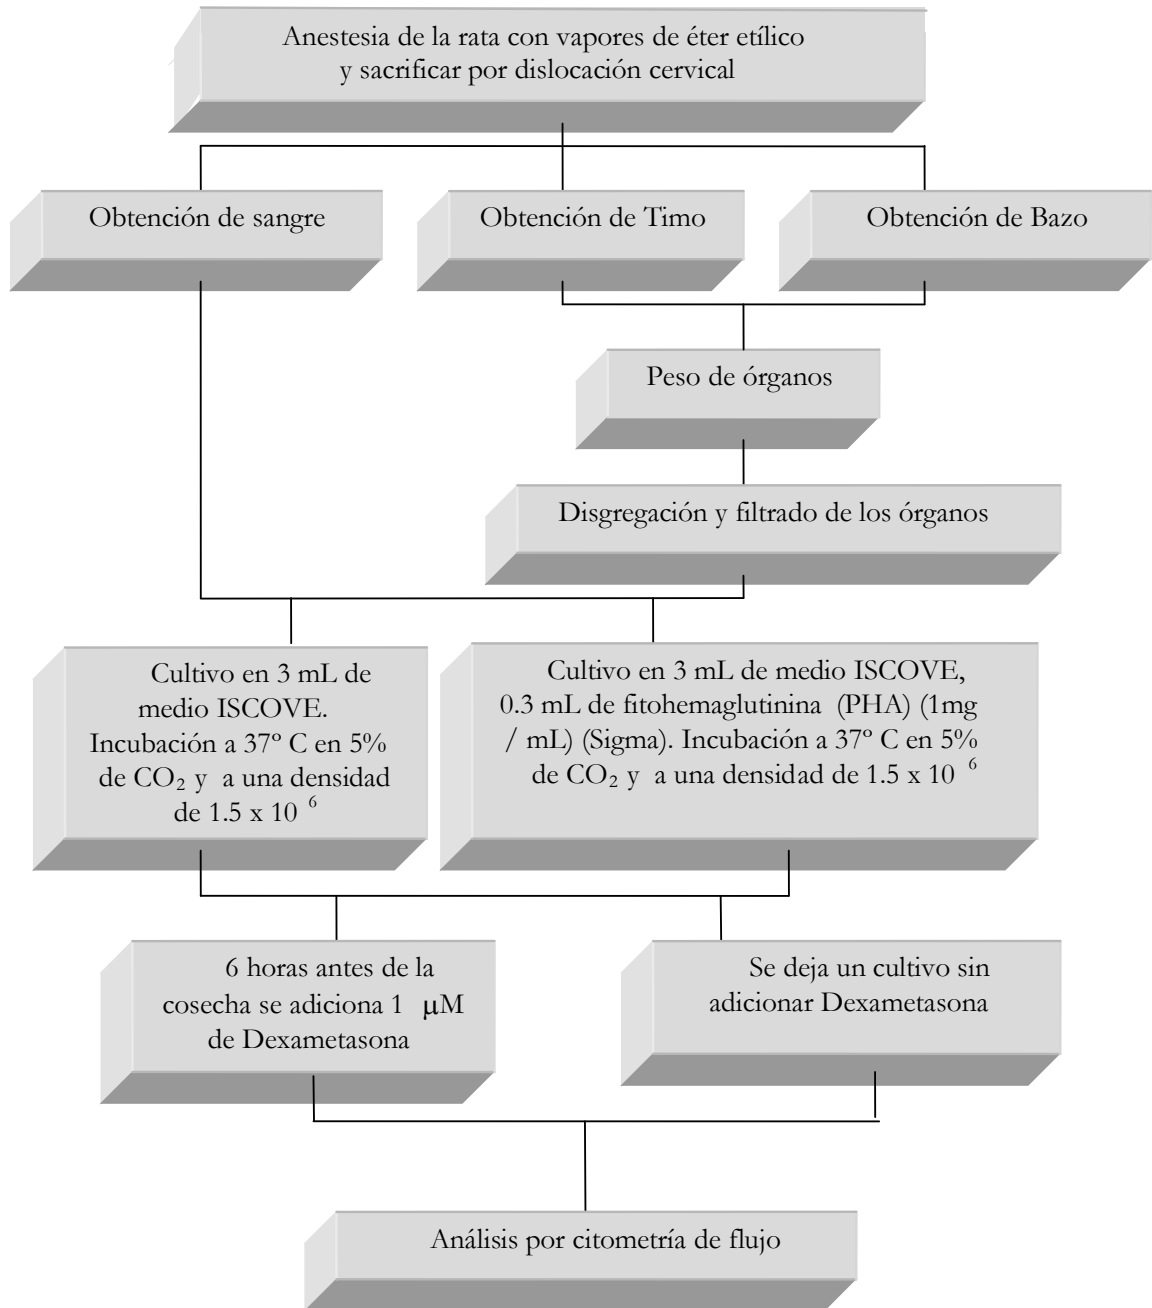 Anestesia de la rata con vapores de éter etílico
y sacrificar por dislocación cervical
Obtención de sangre
Obtención de Timo
Obtención de Bazo
Peso de órganos
Disgregación y filtrado de los órganos
Cultivo en 3 mL de
medio ISCOVE.
Incubación a 37º C en 5%
de CO₂ y a una densidad
de 1.5 x 10 ⁶
Cultivo en 3 mL de medio ISCOVE,
0.3 mL de fitohemaglutinina (PHA) (1mg
/ mL) (Sigma). Incubación a 37º C en 5%
de CO₂ y a una densidad de 1.5 x 10 ⁶
6 horas antes de la
cosecha se adiciona 1 μM
de Dexametasona
Se deja un cultivo sin
adicionar Dexametasona
Análisis por citometría de flujo